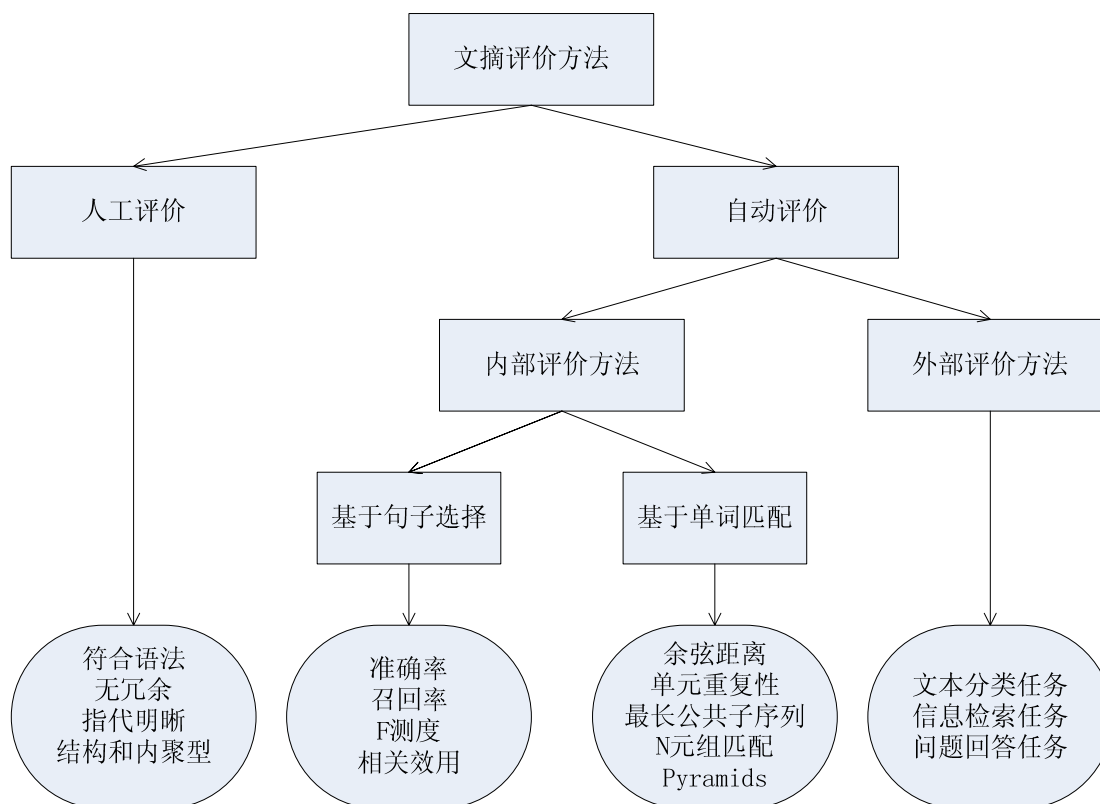 文摘评价方法
人工评价
自动评价
内部评价方法
外部评价方法
基于句子选择
基于单词匹配
符合语法
无冗余
指代明晰
结构和内聚型
准确率
召回率
F测度
相关效用
余弦距离
单元重复性
最长公共子序列
N元组匹配
Pyramids
文本分类任务
信息检索任务
问题回答任务